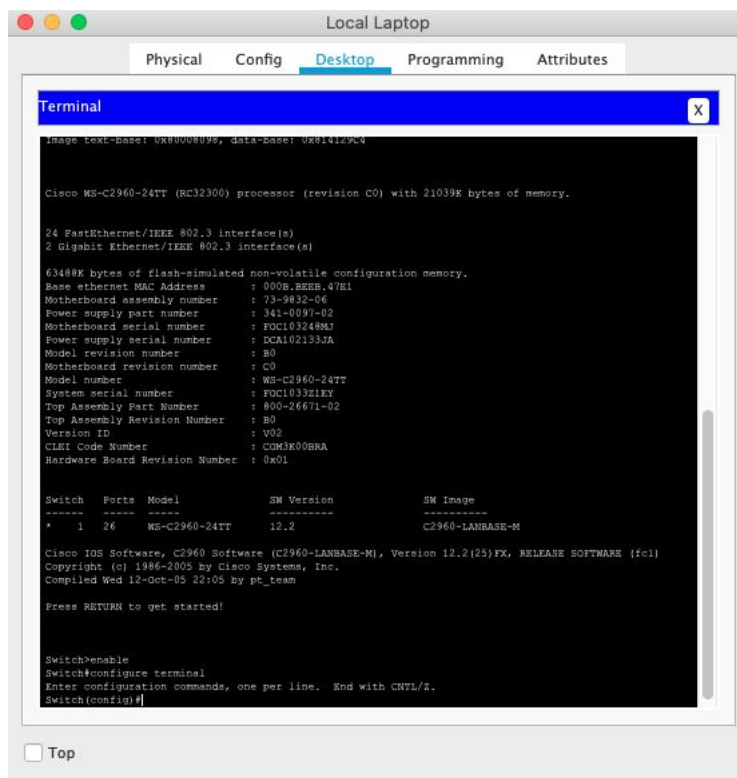 Local Laptop
Physical Config Desktop Programming Attributes
Terminal X
Image text-base: 0x80008098, data-base: 0x814129C4
Cisco WS-C2960-24TT (RC32300) processor (revision C0) with 21039K bytes of memory.
24 FastEthernet/IEEE 802.3 interface(s)
2 Gigabit Ethernet/IEEE 802.3 interface(s)
63488K bytes of flash-simulated non-volatile configuration memory.
Base ethernet MAC Address : 000B.BEEB.47E1
Motherboard assembly number : 73-9832-06
Power supply part number : 341-0097-02
Motherboard serial number : FOC103248MJ
Power supply serial number : DCA102133JA
Model revision number : B0
Motherboard revision number : C0
Model number : WS-C2960-24TT
System serial number : FOC1033Z1EY
Top Assembly Part Number : 800-26671-02
Top Assembly Revision Number : B0
Version ID : V02
CLEI Code Number : COM3K00BRA
Hardware Board Revision Number : 0x01
Switch Ports Model SW Version SW Image
------ ----- ----- ---------- ----------
* 1 26 WS-C2960-24TT 12.2 C2960-LANBASE-M
Cisco IOS Software, C2960 Software (C2960-LANBASE-M), Version 12.2(25)FX, RELEASE SOFTWARE (fc1)
Copyright (c) 1986-2005 by Cisco Systems, Inc.
Compiled Wed 12-Oct-05 22:05 by pt_team
Press RETURN to get started!
Switch>enable
Switch#configure terminal
Enter configuration commands, one per line. End with CNTL/Z.
Switch(config)#
Top